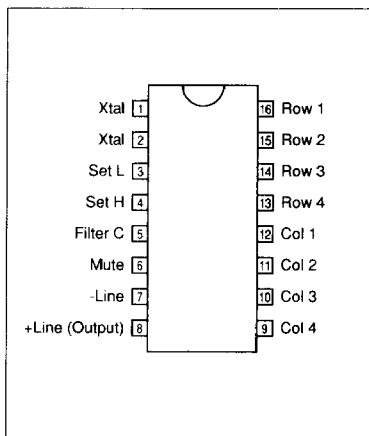 Xtal 1 16 Row 1
Xtal 2 15 Row 2
Set L 3 14 Row 3
Set H 4 13 Row 4
Filter C 5 12 Col 1
Mute 6 11 Col 2
-Line 7 10 Col 3
+Line (Output) 8 9 Col 4